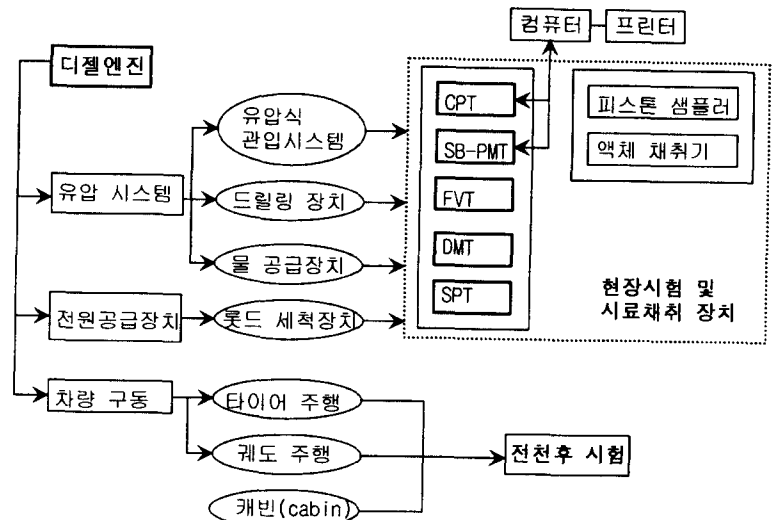 컴퓨터
프린터
디젤엔진
CPT
피스톤 샘플러
유압식
관입시스템
SB-PMT
액체 채취기
유압 시스템
드릴링 장치
FVT
물 공급장치
DMT
현장시험 및
시료채취 장치
SPT
전원공급장치
롯드 세척장치
차량 구동
타이어 주행
궤도 주행
전천후 시험
캐빈(cabin)